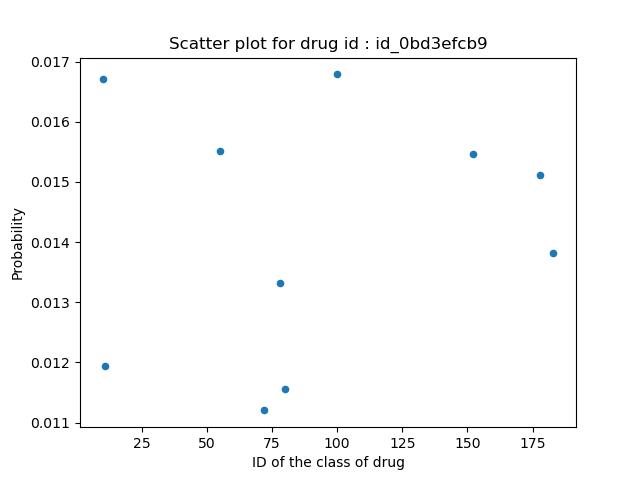 Scatter plot for drug id : id_0bd3efcb9
0.017
0.016
0.015
0.014
0.013
0.012
0.011
Probability
25 50 75 100 125 150 175
ID of the class of drug